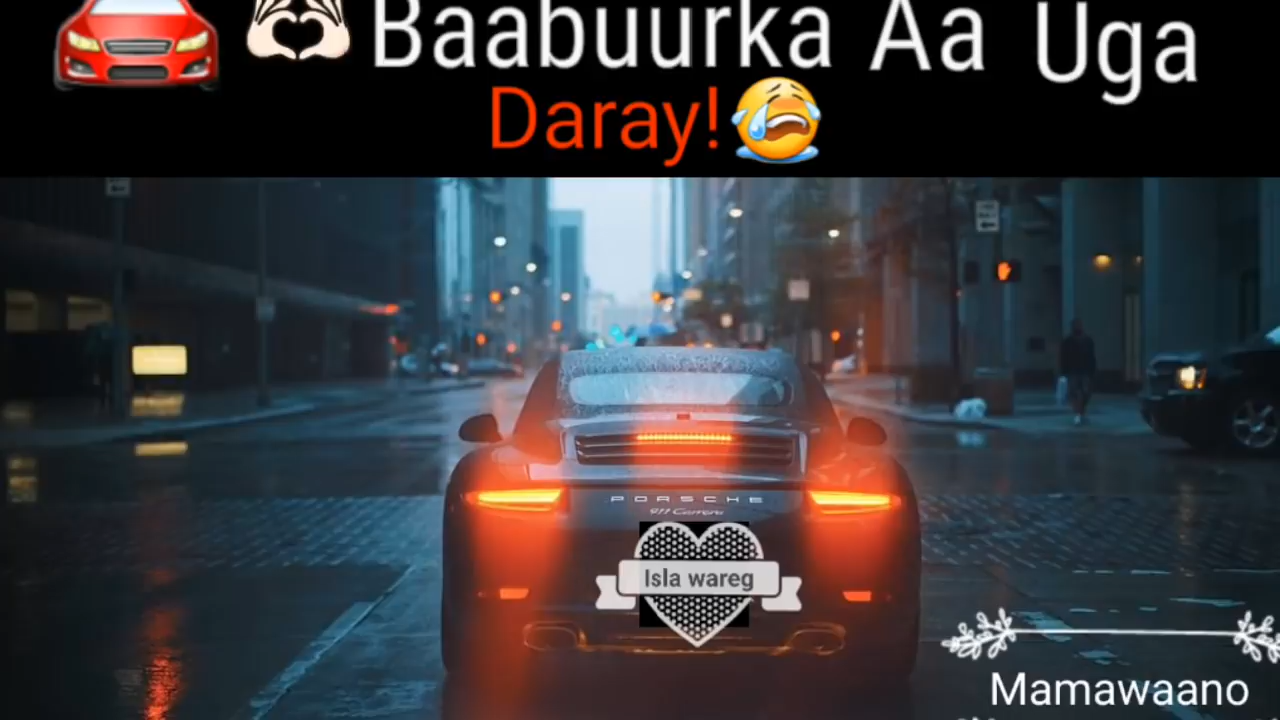 Baabuurka Aa Uga
Daray!
PORSCHE
911 Carrera
Isla wareg
Mamawaano